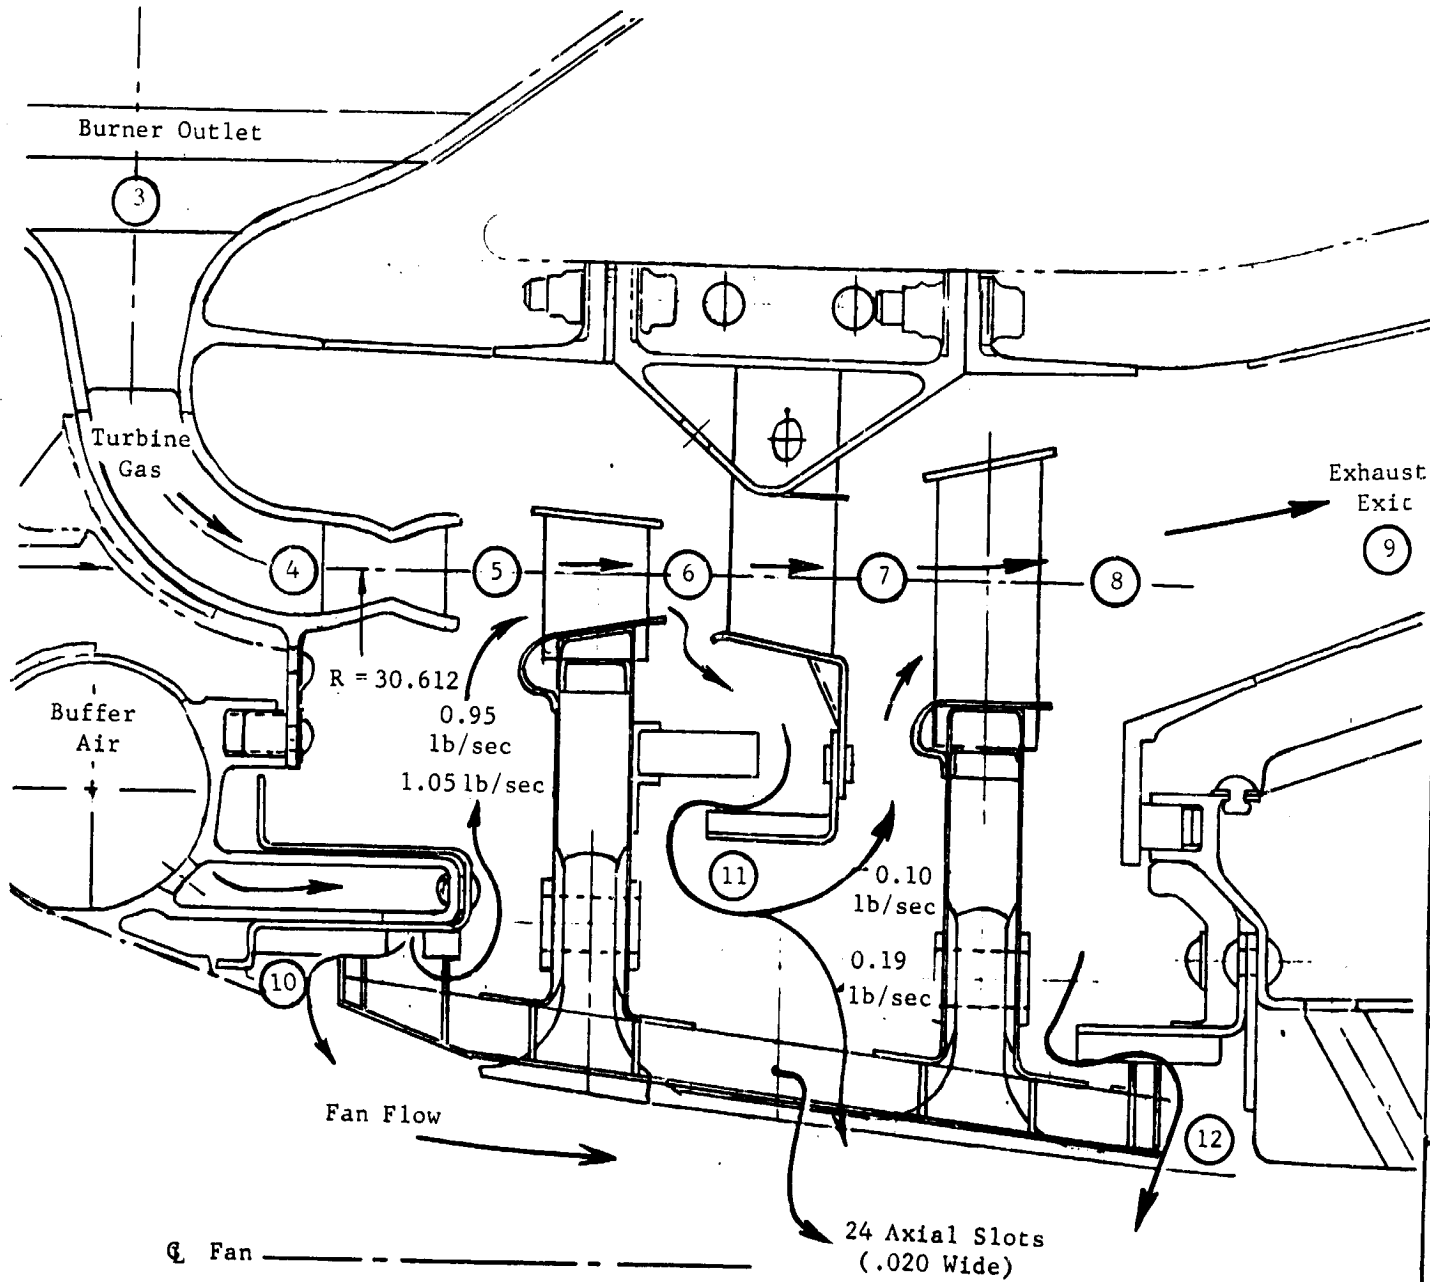 Burner Outlet
3
Turbine
Gas
Exhaust
Exit
9
4
5
6
7
8
R = 30.612
0.95
lb/sec
1.05 lb/sec
Buffer
Air
11
0.10
lb/sec
0.19
lb/sec
10
12
Fan Flow
24 Axial Slots
(.020 Wide)
℄ Fan